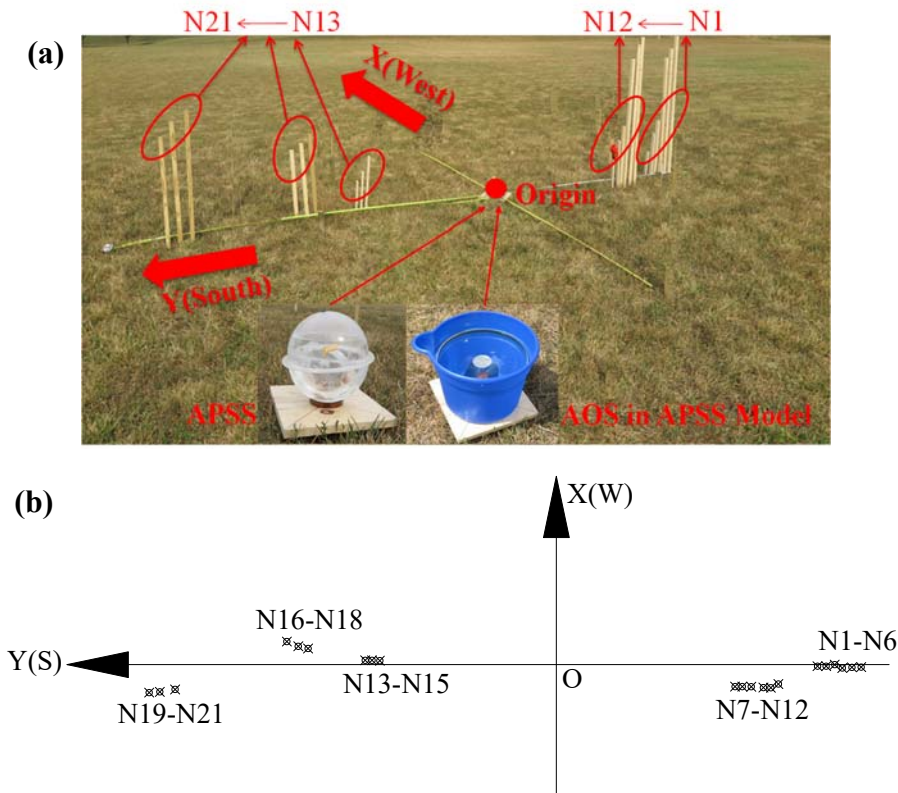 (a)
N21 ← N13
N12 ← N1
X(West)
Origin
Y(South)
APSS
AOS in APSS Model
(b)
X(W)
N16-N18
N1-N6
Y(S)
N13-N15
O
N19-N21
N7-N12